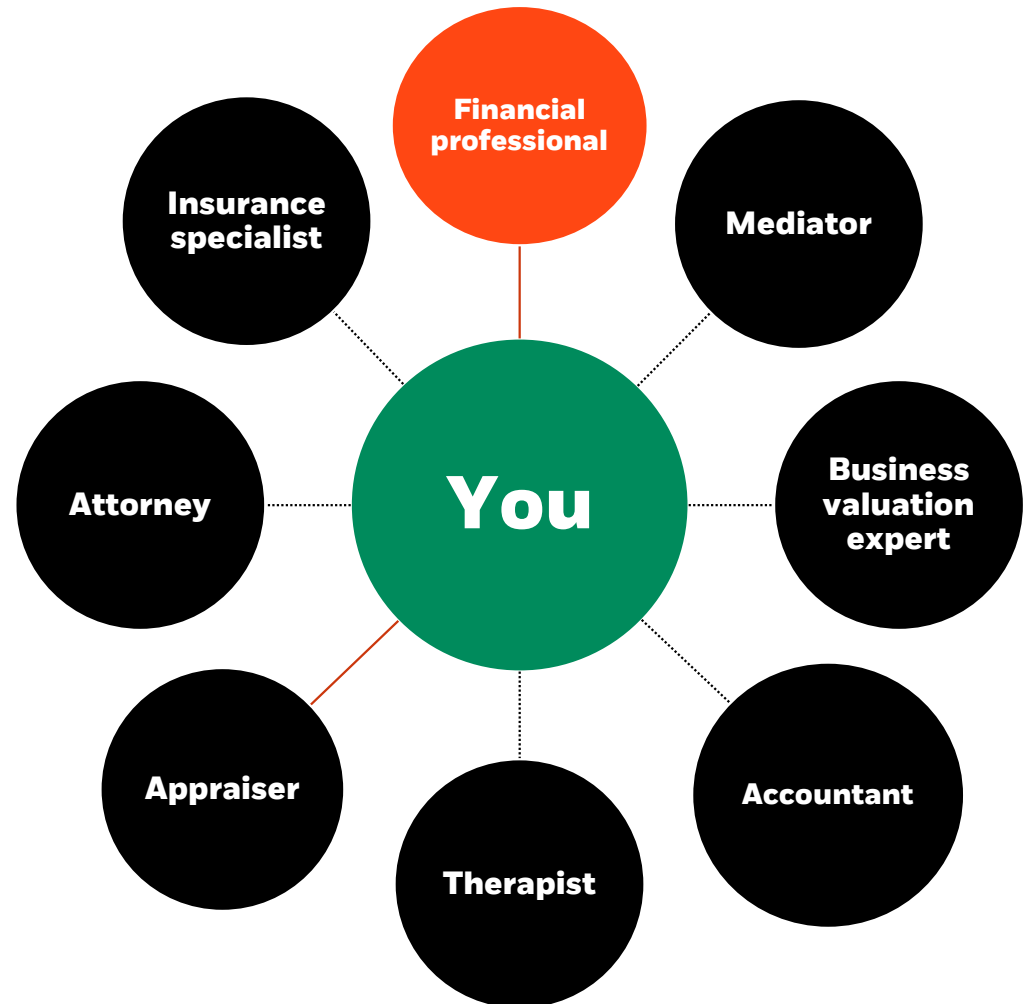 Financial
professional
Insurance
specialist
Mediator
Attorney
You
Business
valuation
expert
Appraiser
Accountant
Therapist